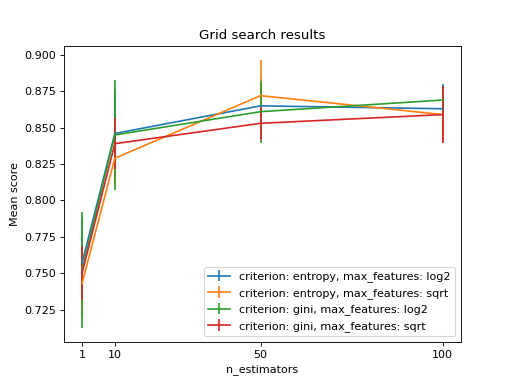 Grid search results
0.900
0.875
0.850
0.825
0.800
0.775
0.750
0.725
Mean score
criterion: entropy, max_features: log2
criterion: entropy, max_features: sqrt
criterion: gini, max_features: log2
criterion: gini, max_features: sqrt
1 10 50 100
n_estimators